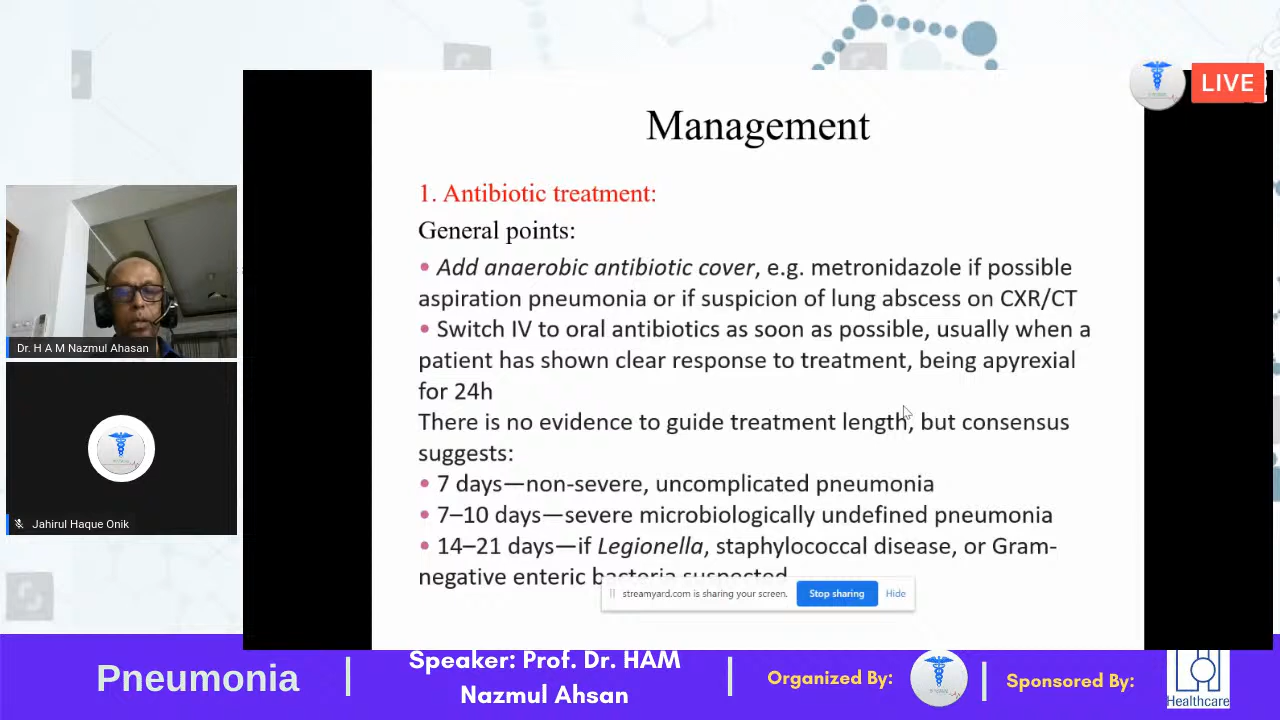 LIVE
Management
1. Antibiotic treatment:
General points:
• Add anaerobic antibiotic cover, e.g. metronidazole if possible
aspiration pneumonia or if suspicion of lung abscess on CXR/CT
• Switch IV to oral antibiotics as soon as possible, usually when a
patient has shown clear response to treatment, being apyrexial
for 24h
There is no evidence to guide treatment length, but consensus
suggests:
• 7 days—non-severe, uncomplicated pneumonia
• 7–10 days—severe microbiologically undefined pneumonia
• 14–21 days—if Legionella, staphylococcal disease, or Gram-
negative enteric bacteria suspected
streamyard.com is sharing your screen. Stop sharing Hide
Dr. H A M Nazmul Ahasan
Jahirul Haque Onik
Pneumonia
Speaker: Prof. Dr. HAM
Nazmul Ahsan
Organized By:
Sponsored By:
Healthcare